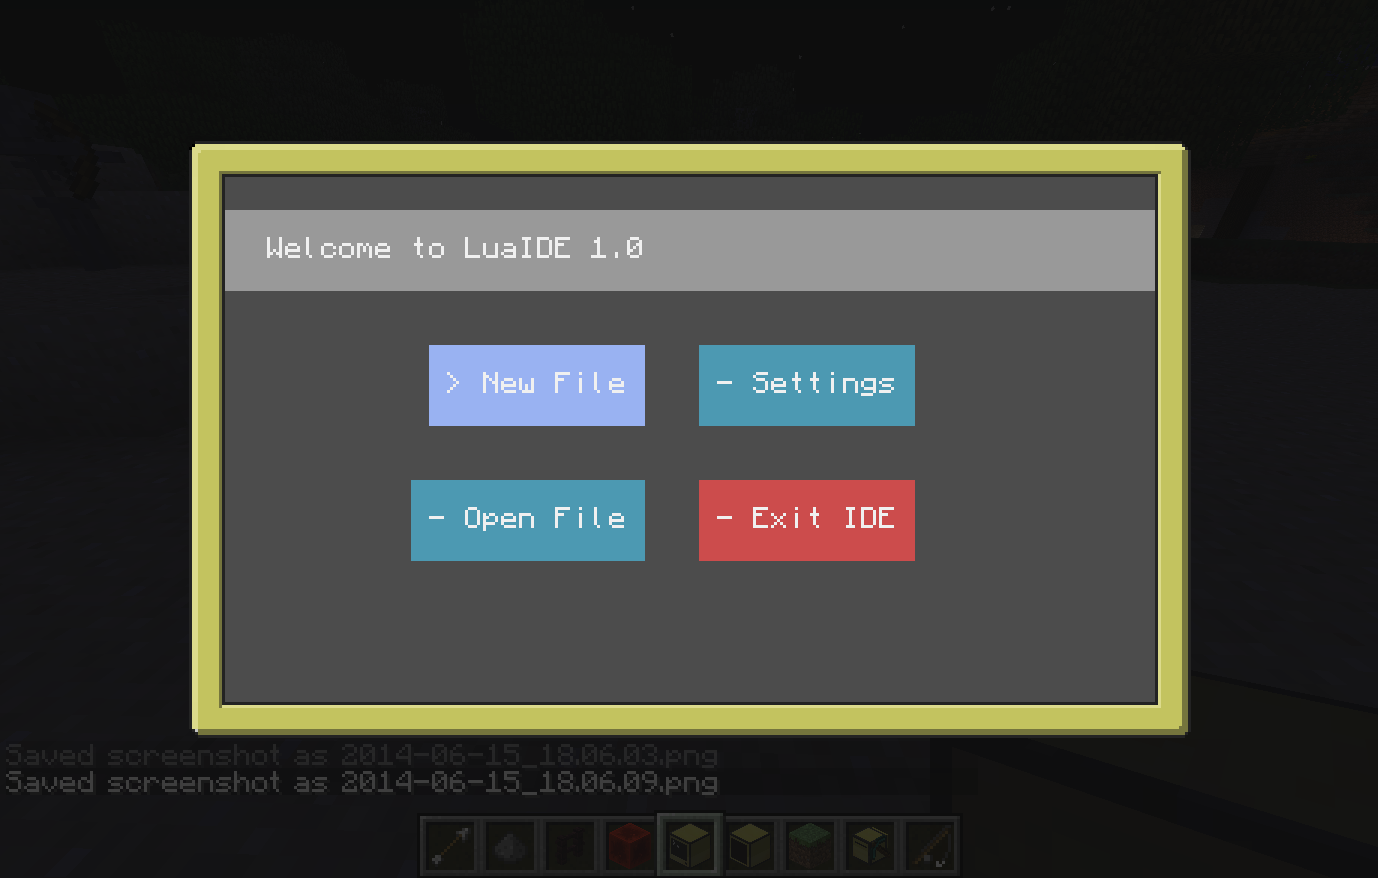 Welcome to LuaIDE 1.0
> New File
- Settings
- Open File
- Exit IDE
Saved screenshot as 2014-06-15_18.06.03.png
Saved screenshot as 2014-06-15_18.06.09.png